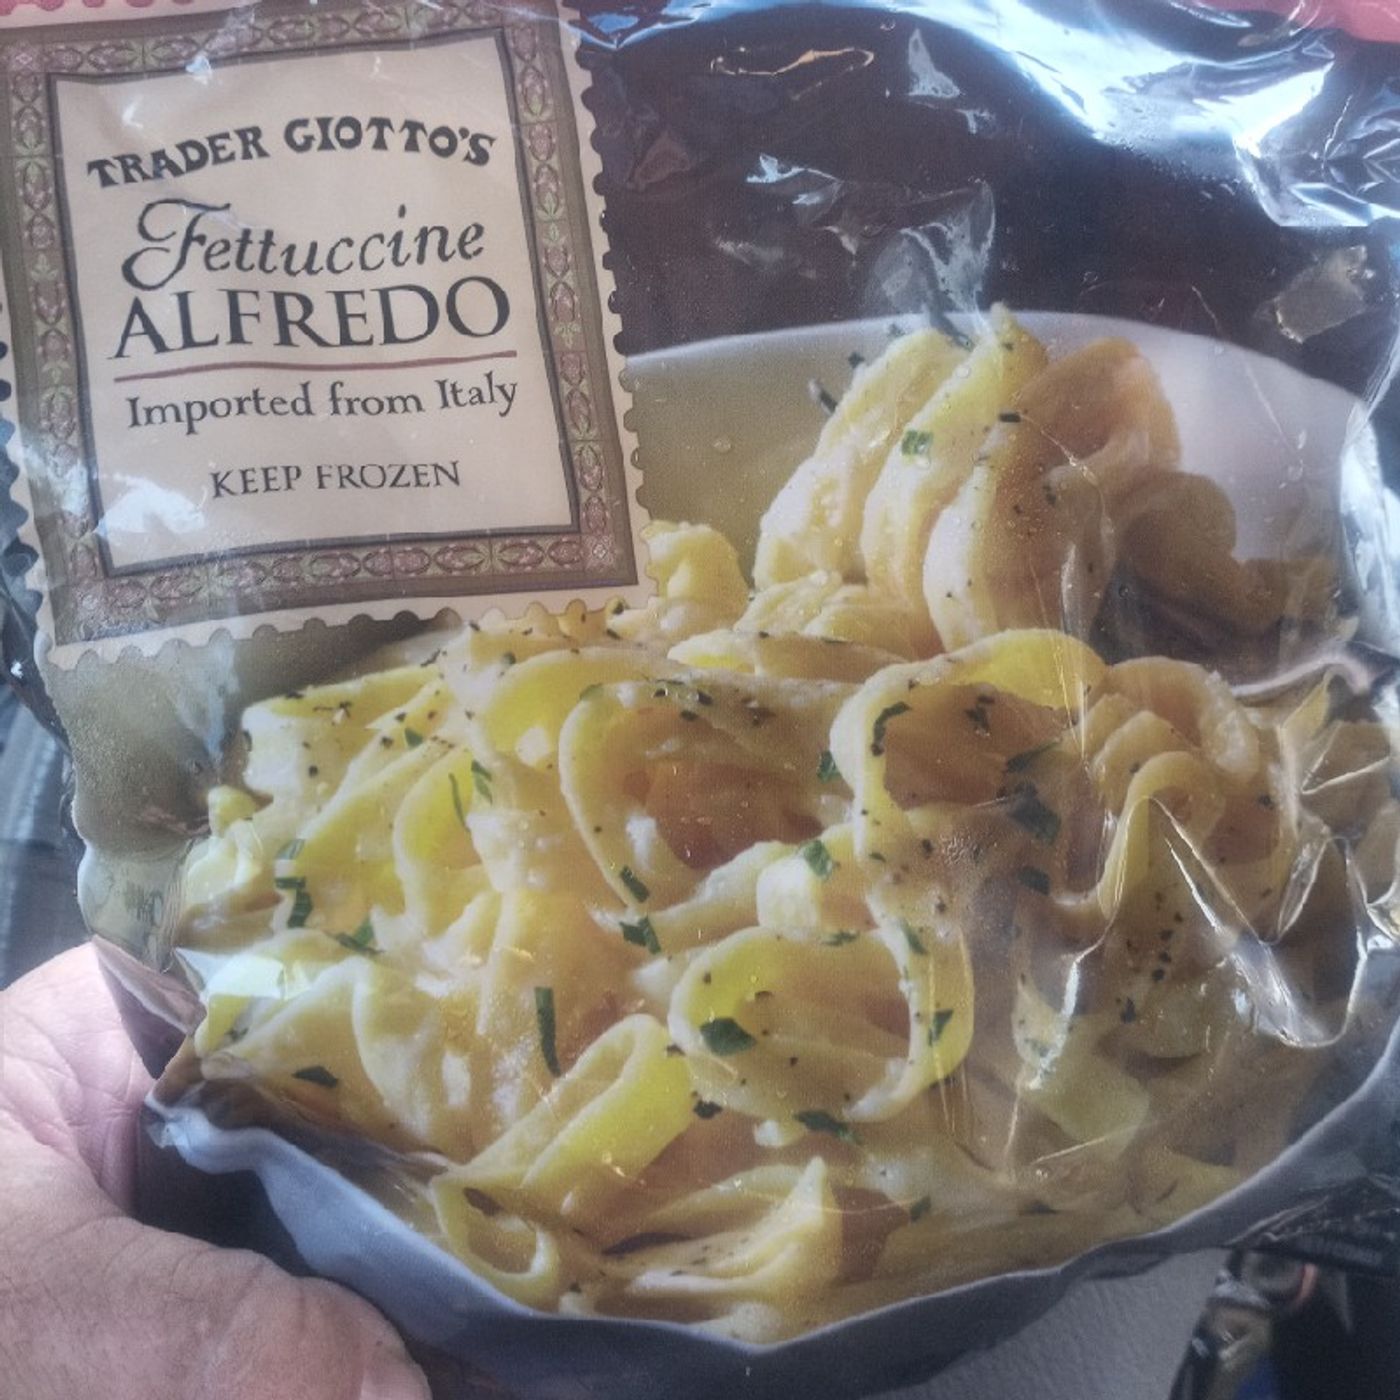 TRADER GIOTTO'S
Fettuccine
ALFREDO
Imported from Italy
KEEP FROZEN